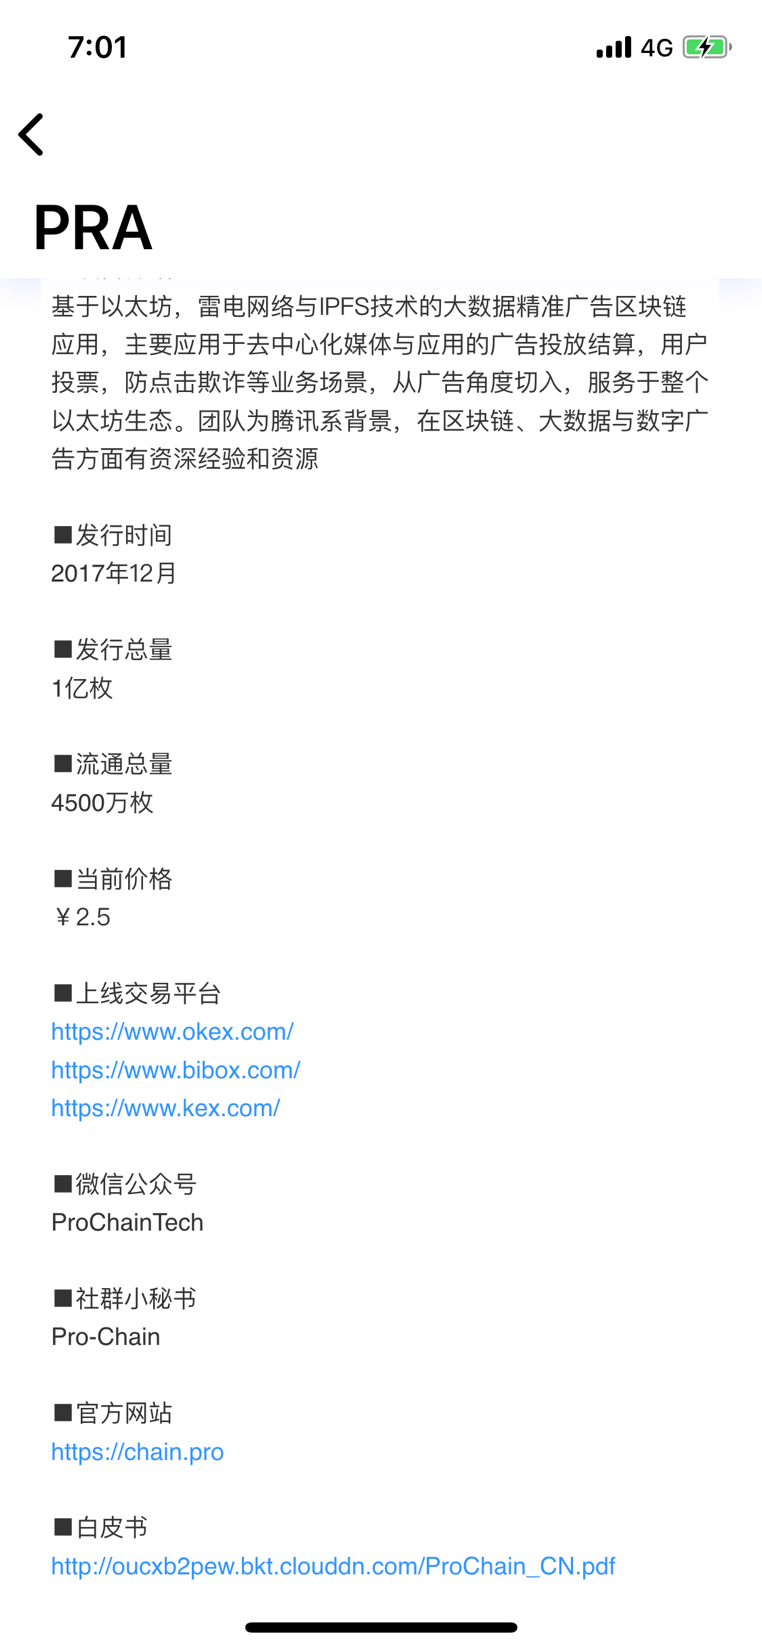 7:01
4G
PRA
基于以太坊，雷电网络与IPFS技术的大数据精准广告区块链
应用，主要应用于去中心化媒体与应用的广告投放结算，用户
投票，防点击欺诈等业务场景，从广告角度切入，服务于整个
以太坊生态。团队为腾讯系背景，在区块链、大数据与数字广
告方面有资深经验和资源
■发行时间
2017年12月
■发行总量
1亿枚
■流通总量
4500万枚
■当前价格
￥2.5
■上线交易平台
https://www.okex.com/
https://www.bibox.com/
https://www.kex.com/
■微信公众号
ProChainTech
■社群小秘书
Pro-Chain
■官方网站
https://chain.pro
■白皮书
http://oucxb2pew.bkt.clouddn.com/ProChain_CN.pdf